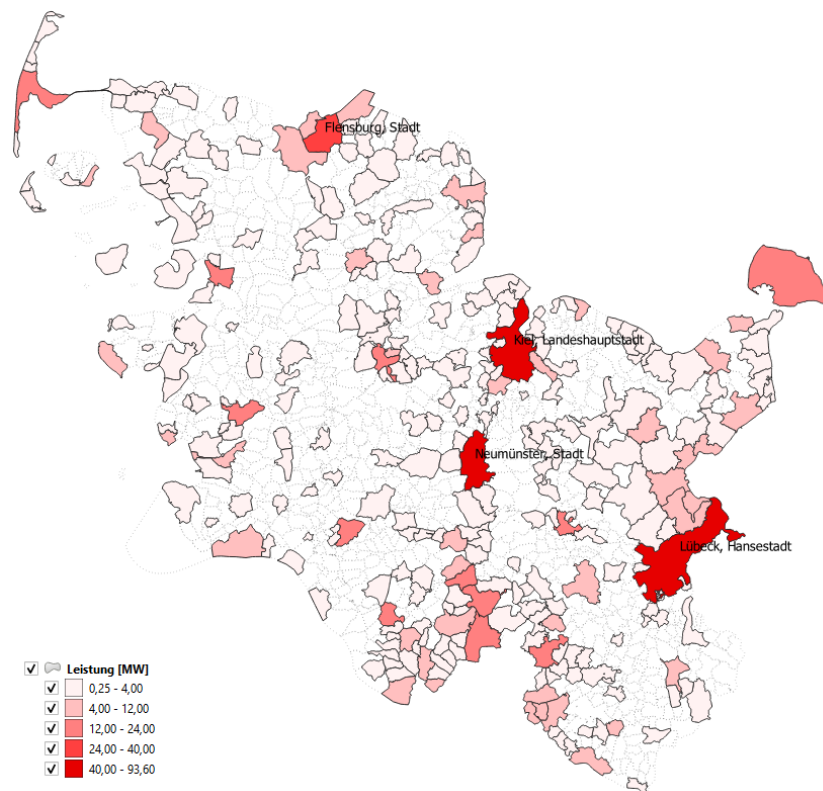 Flensburg, Stadt
Kiel, Landeshauptstadt
Neumünster, Stadt
Lübeck, Hansestadt
Leistung [MW]
0,25 - 4,00
4,00 - 12,00
12,00 - 24,00
24,00 - 40,00
40,00 - 93,60